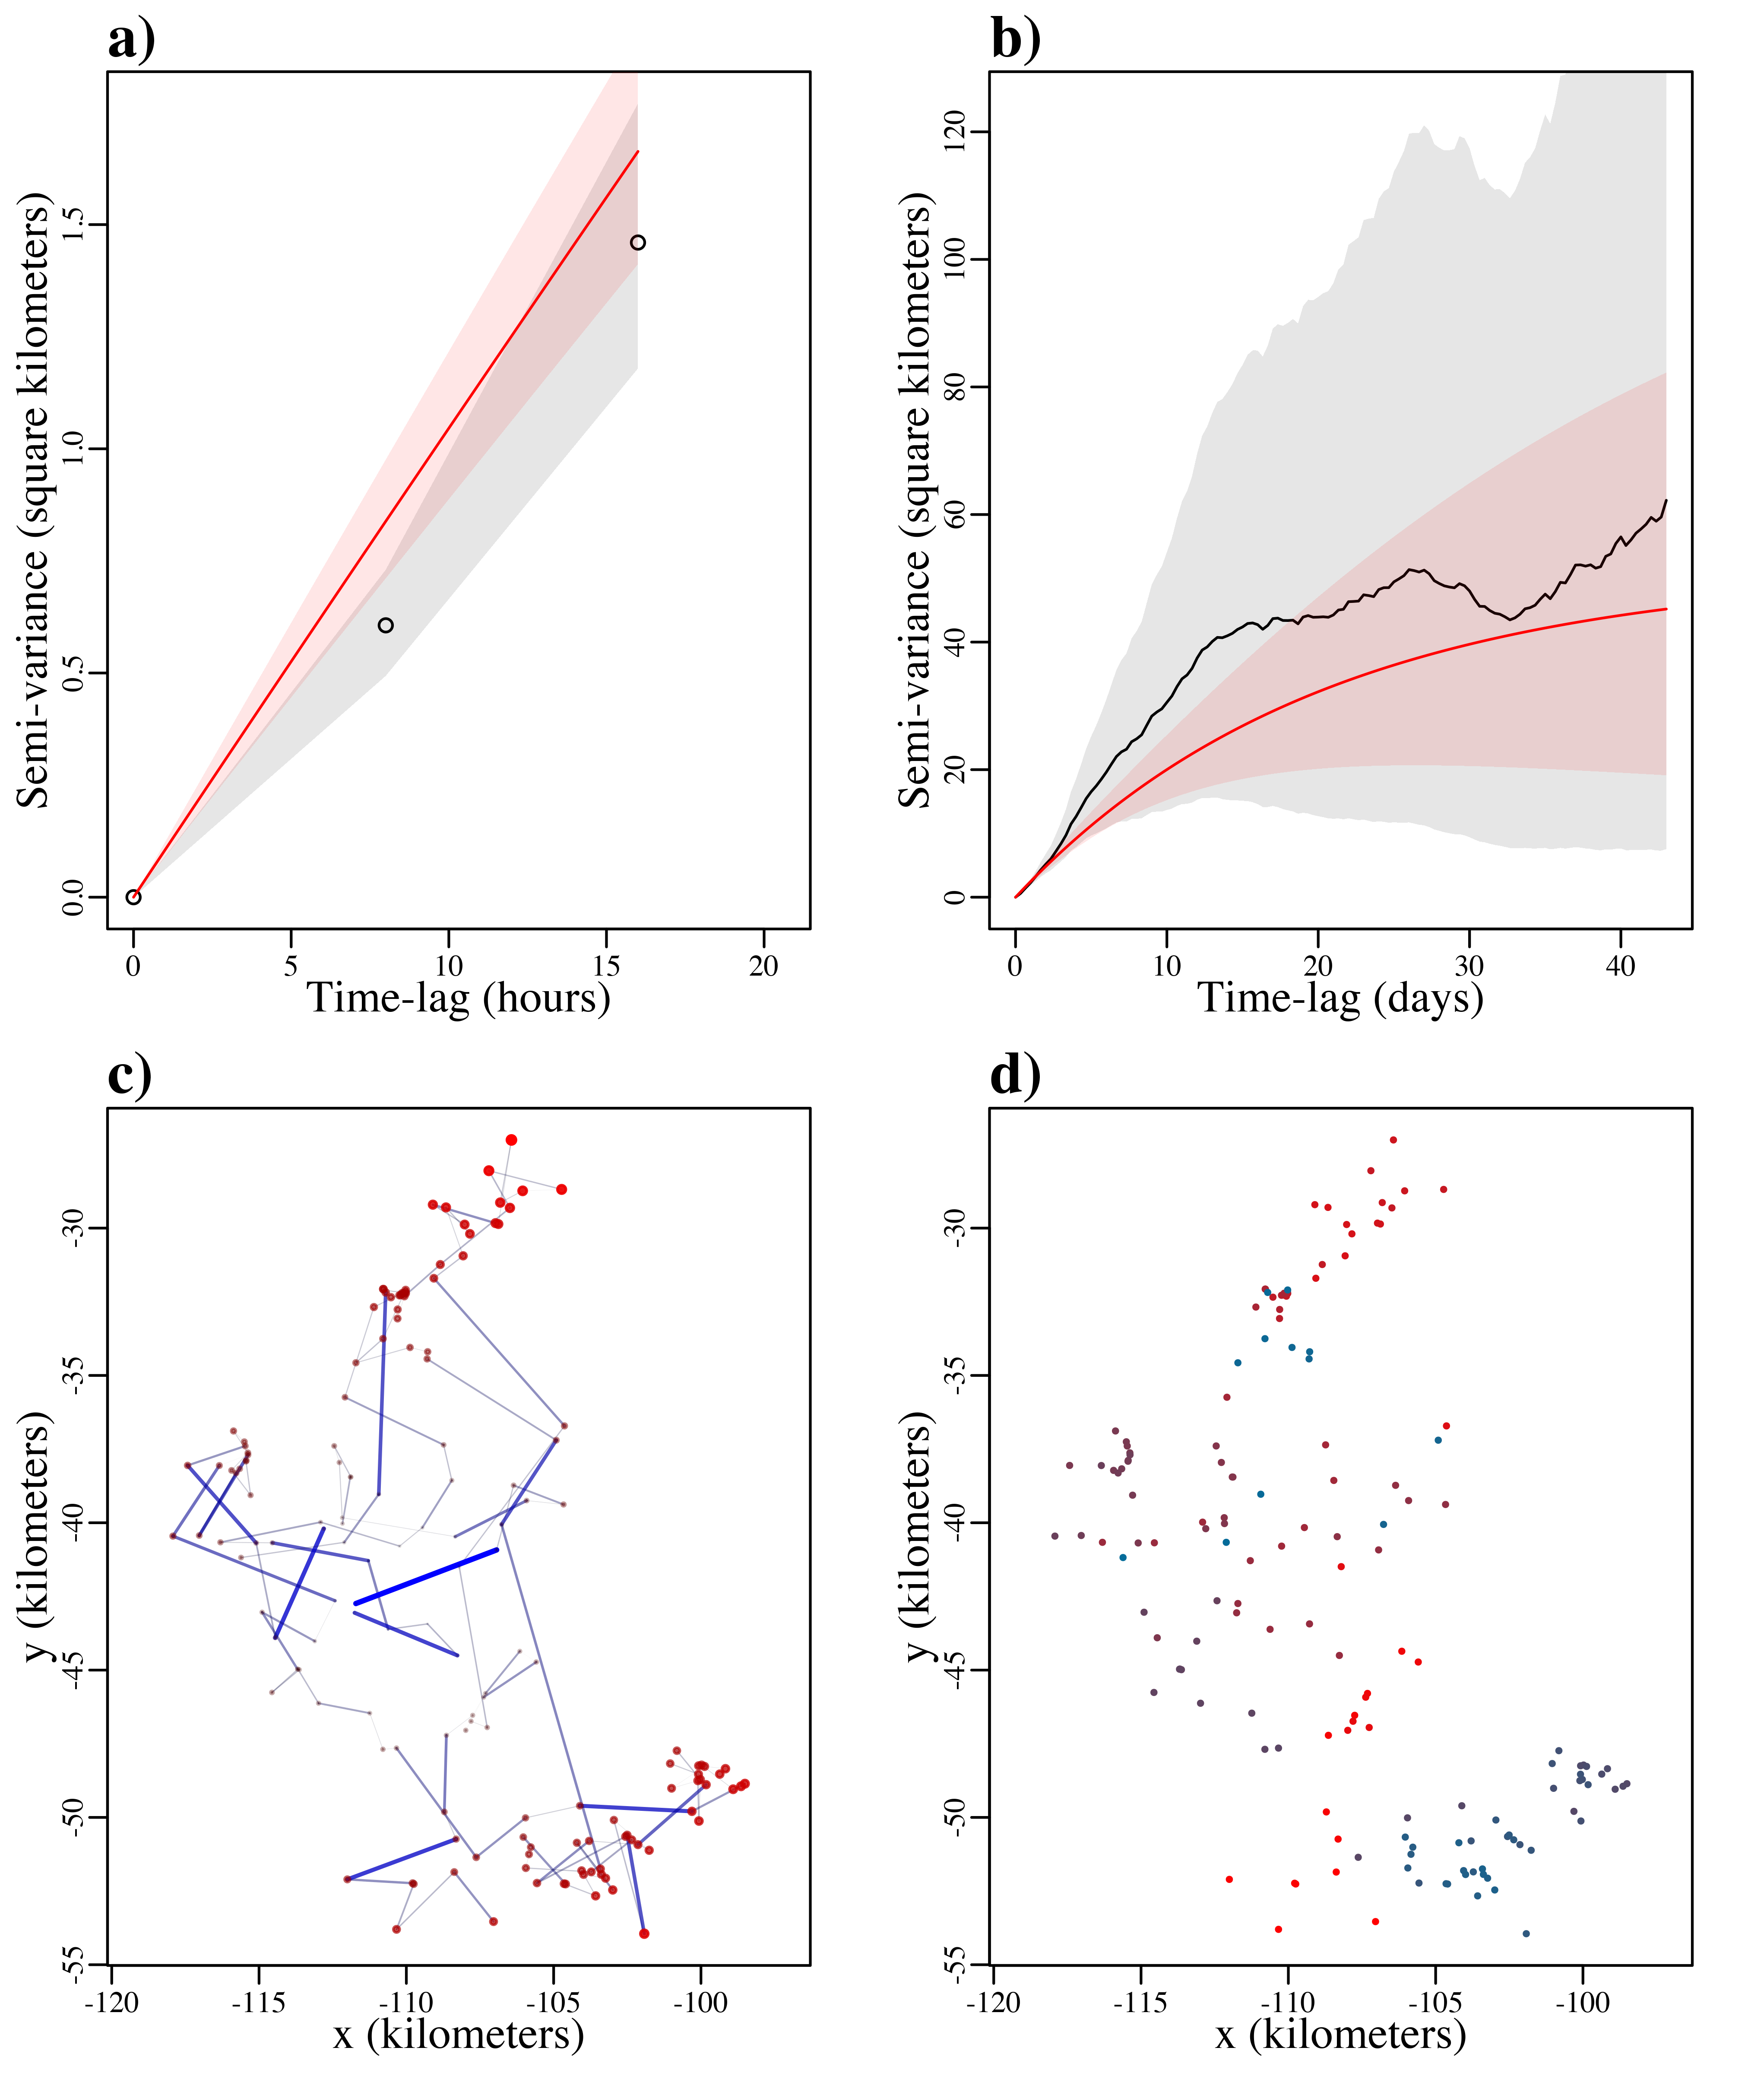 a)
Semi-variance (square kilometers)
1.5
1.0
0.5
0.0
0 5 10 15 20
Time-lag (hours)
b)
Semi-variance (square kilometers)
120
100
80
60
40
20
0
0 10 20 30 40
Time-lag (days)
c)
y (kilometers)
-30
-35
-40
-45
-50
-55
-120 -115 -110 -105 -100
x (kilometers)
d)
y (kilometers)
-30
-35
-40
-45
-50
-55
-120 -115 -110 -105 -100
x (kilometers)